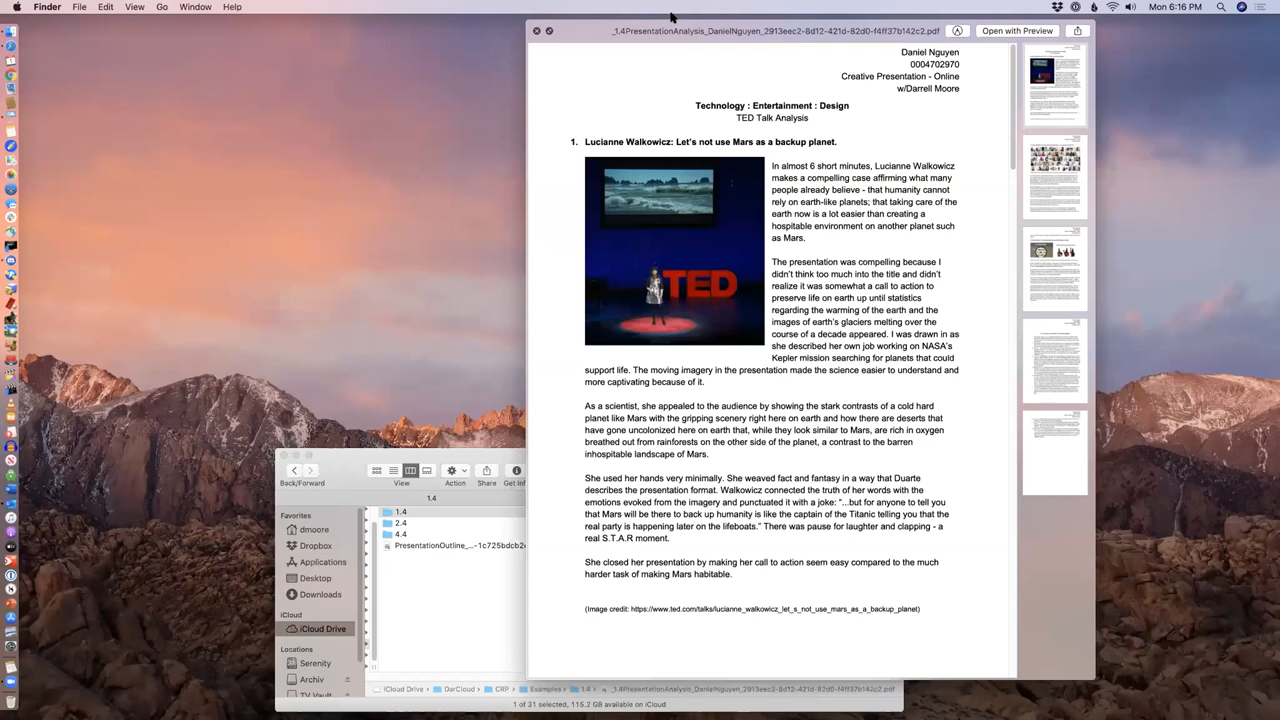 Finder File Edit View Go Window Help
Mon 6:16 PM
_1.4PresentationAnalysis_DanielNguyen_2913eec2-8d12-421d-82d0-f4ff37b142c2.pdf
Open with Preview
Daniel Nguyen
0004702970
Creative Presentation - Online
w/Darrell Moore
Technology : Entertainment : Design
TED Talk Analysis
1. Lucianne Walkowicz: Let's not use Mars as a backup planet.
TED
In almost 6 short minutes, Lucianne Walkowicz
makes a compelling case affirming what many
people already believe - that humanity cannot
rely on earth-like planets; that taking care of the
earth now is a lot easier than creating a
hospitable environment on another planet such
as Mars.
The presentation was compelling because I
didn't think too much into the title and didn't
realize it was somewhat a call to action to
preserve life on earth up until statistics
regarding the warming of the earth and the
images of earth's glaciers melting over the
course of a decade appeared. I was drawn in as
she described her own job working on NASA's
Kepler mission searching for planets that could
support life. The moving imagery in the presentation made the science easier to understand and
more captivating because of it.
As a scientist, she appealed to the audience by showing the stark contrasts of a cold hard
planet like Mars with the gripping scenery right here on earth and how there are deserts that
have gone uncolonized here on earth that, while they look similar to Mars, are rich in oxygen
breathed out from rainforests on the other side of the planet, a contrast to the barren
inhospitable landscape of Mars.
She used her hands very minimally. She weaved fact and fantasy in a way that Duarte
describes the presentation format. Walkowicz connected the truth of her words with the
emotions evoked from the imagery and punctuated it with a joke: "...but for anyone to tell you
that Mars will be there to back up humanity is like the captain of the Titanic telling you that the
real party is happening later on the lifeboats." There was pause for laughter and clapping - a
real S.T.A.R moment.
She closed her presentation by making her call to action seem easy compared to the much
harder task of making Mars habitable.
(Image credit: https://www.ted.com/talks/lucianne_walkowicz_let_s_not_use_mars_as_a_backup_planet)
Back/Forward View Action Share Get Inf
1.4
Favorites
dmoore
Dropbox
Applications
Desktop
Downloads
iCloud
iCloud Drive
Locations
Serenity
Archiv
TV Vault
1.4
2.4
4.4
PresentationOutline_...-1c725bdcb2e
iCloud Drive › DarCloud › CRP › Examples › 1.4 › _1.4PresentationAnalysis_DanielNguyen_2913eec2-8d12-421d-82d0-f4ff37b142c2.pdf
1 of 31 selected, 115.2 GB available on iCloud